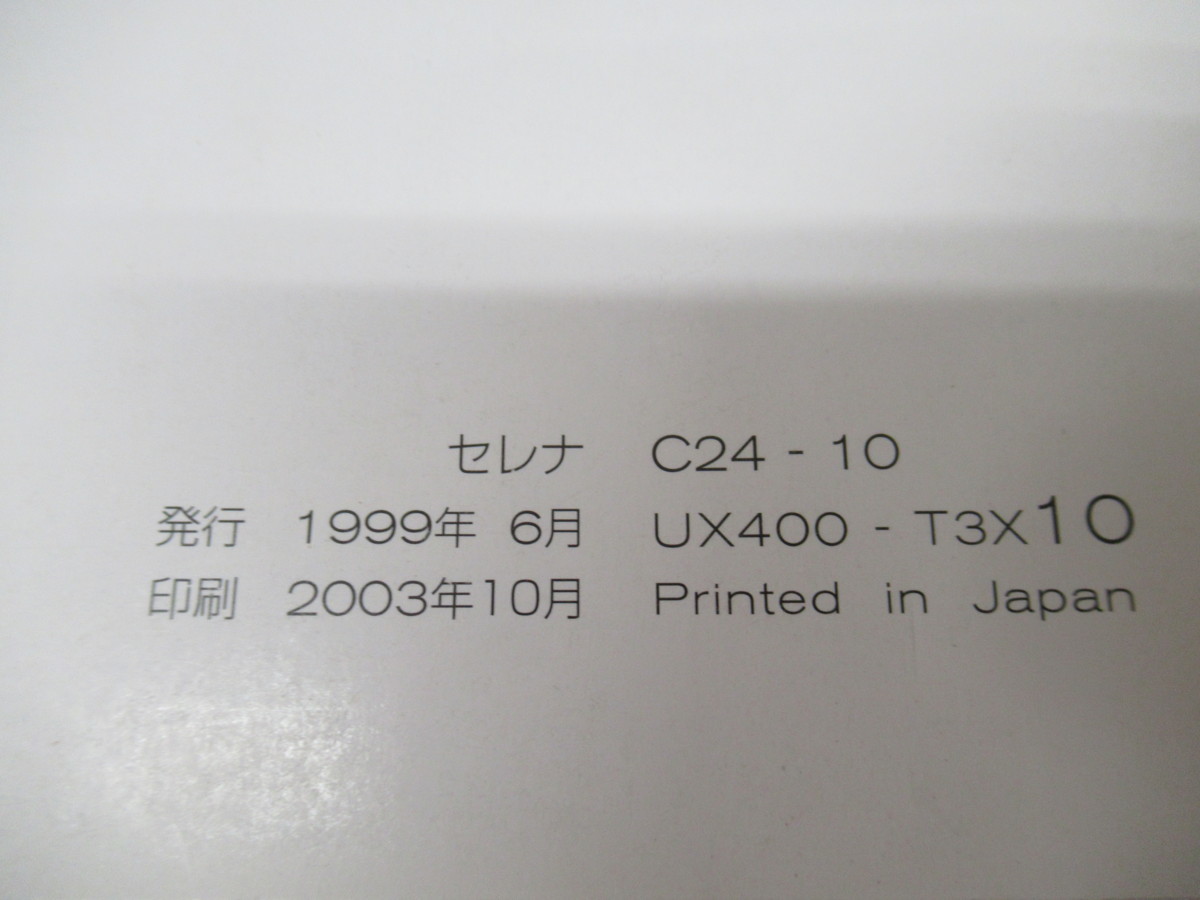 セレナ C24 - 10
発行 1999年 6月 UX400 - T3X10
印刷 2003年10月 Printed in Japan